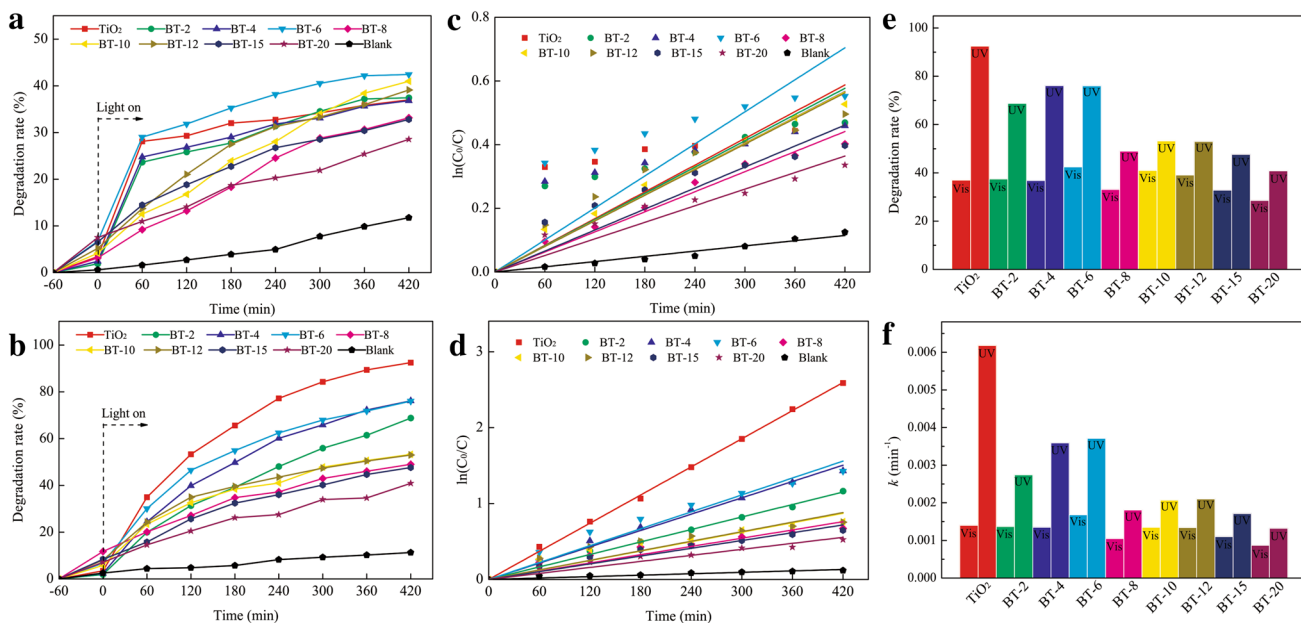 a
TiO₂ BT-2 BT-4 BT-6 BT-8
BT-10 BT-12 BT-15 BT-20 Blank
Light on
Degradation rate (%)
50
40
30
20
10
0
-60 0 60 120 180 240 300 360 420
Time (min)
c
TiO₂ BT-2 BT-4 BT-6 BT-8
BT-10 BT-12 BT-15 BT-20 Blank
ln(C₀/C)
0.8
0.6
0.4
0.2
0.0
0 60 120 180 240 300 360 420
Time (min)
e
Degradation rate (%)
100
90
80
70
60
50
40
30
20
10
0
Vis UV Vis UV Vis UV Vis UV Vis UV Vis UV Vis UV Vis UV Vis UV
TiO₂ BT-2 BT-4 BT-6 BT-8 BT-10 BT-12 BT-15 BT-20
b
TiO₂ BT-2 BT-4 BT-6 BT-8
BT-10 BT-12 BT-15 BT-20 Blank
Light on
Degradation rate (%)
100
80
60
40
20
0
-60 0 60 120 180 240 300 360 420
Time (min)
d
TiO₂ BT-2 BT-4 BT-6 BT-8
BT-10 BT-12 BT-15 BT-20 Blank
ln(C₀/C)
3
2
1
0
0 60 120 180 240 300 360 420
Time (min)
f
k (min⁻¹)
0.006
0.005
0.004
0.003
0.002
0.001
0.000
Vis UV Vis UV Vis UV Vis UV Vis UV Vis UV Vis UV Vis UV Vis UV
TiO₂ BT-2 BT-4 BT-6 BT-8 BT-10 BT-12 BT-15 BT-20